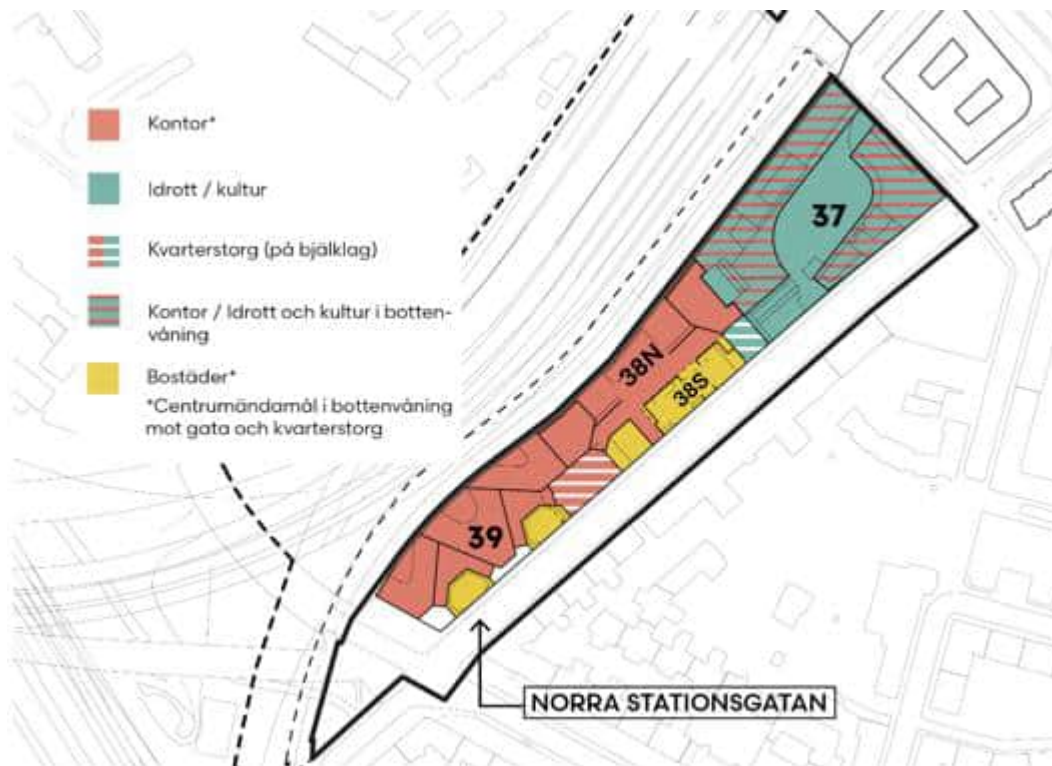 Kontor*
Idrott / kultur
Kvarterstorg (på bjälklag)
Kontor / Idrott och kultur i botten-
våning
Bostäder*
*Centrumändamål i bottenvåning
mot gata och kvarterstorg
37
38N
38S
39
NORRA STATIONSGATAN